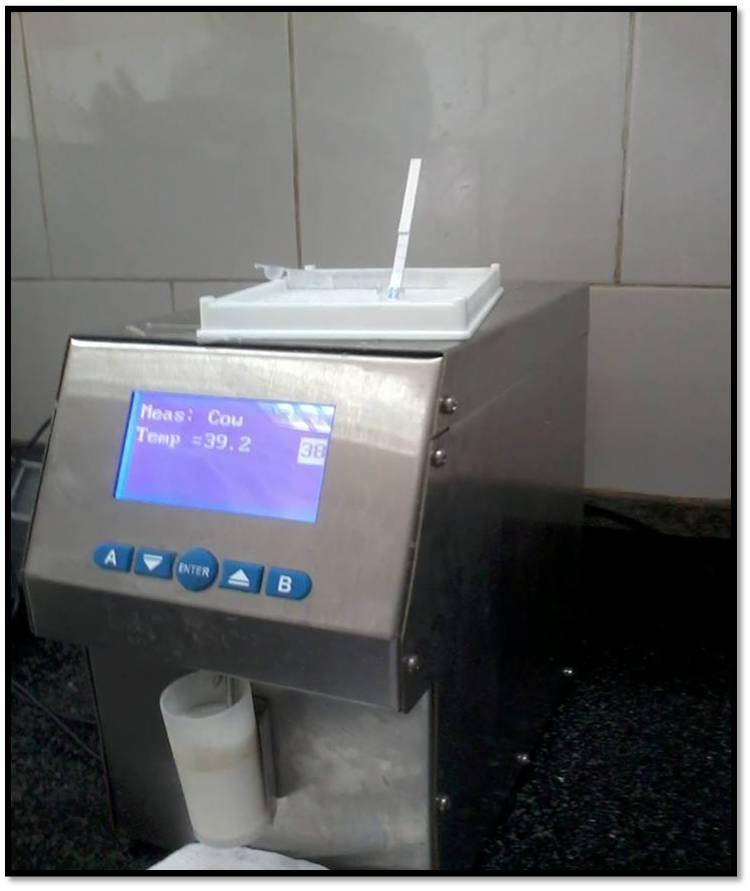 Meas: Cow
Temp =39.2
38
A ENTER B